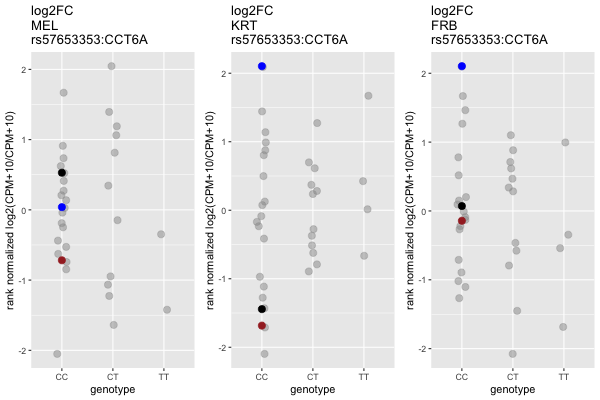 log2FC
MEL
rs57653353:CCT6A
rank normalized log2(CPM+10/CPM+10)
2
1
0
-1
-2
CC
CT
TT
genotype
log2FC
KRT
rs57653353:CCT6A
rank normalized log2(CPM+10/CPM+10)
2
1
0
-1
-2
CC
CT
TT
genotype
log2FC
FRB
rs57653353:CCT6A
rank normalized log2(CPM+10/CPM+10)
2
1
0
-1
-2
CC
CT
TT
genotype